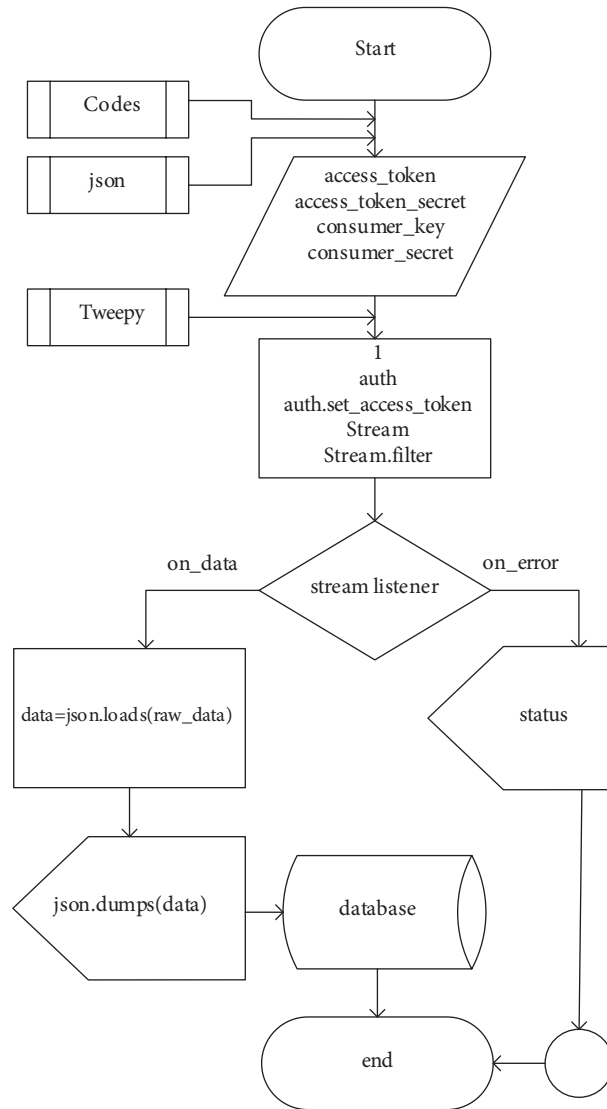 Start
Codes
json
access_token
access_token_secret
consumer_key
consumer_secret
Tweepy
1
auth
auth.set_access_token
Stream
Stream.filter
on_data
on_error
stream listener
data=json.loads(raw_data)
status
json.dumps(data)
database
end